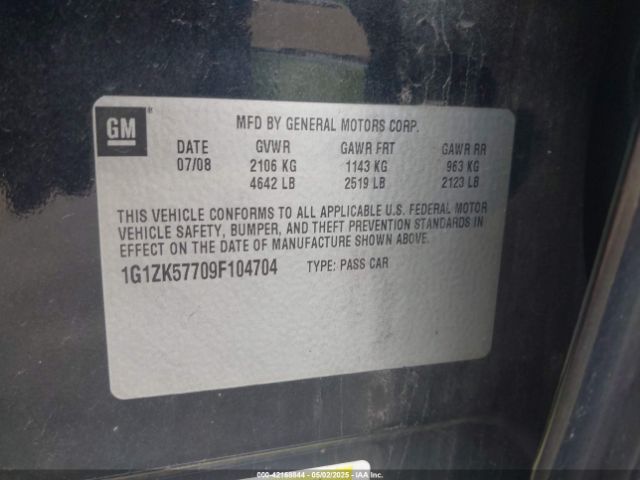 GM ®
MFD BY GENERAL MOTORS CORP.
DATE GVWR GAWR FRT GAWR RR
07/08 2106 KG 1143 KG 963 KG
4642 LB 2519 LB 2123 LB
THIS VEHICLE CONFORMS TO ALL APPLICABLE U.S. FEDERAL MOTOR
VEHICLE SAFETY, BUMPER, AND THEFT PREVENTION STANDARDS IN
EFFECT ON THE DATE OF MANUFACTURE SHOWN ABOVE.
1G1ZK57709F104704 TYPE: PASS CAR
© 42168844 - 05/02/2025 - IAAI.com